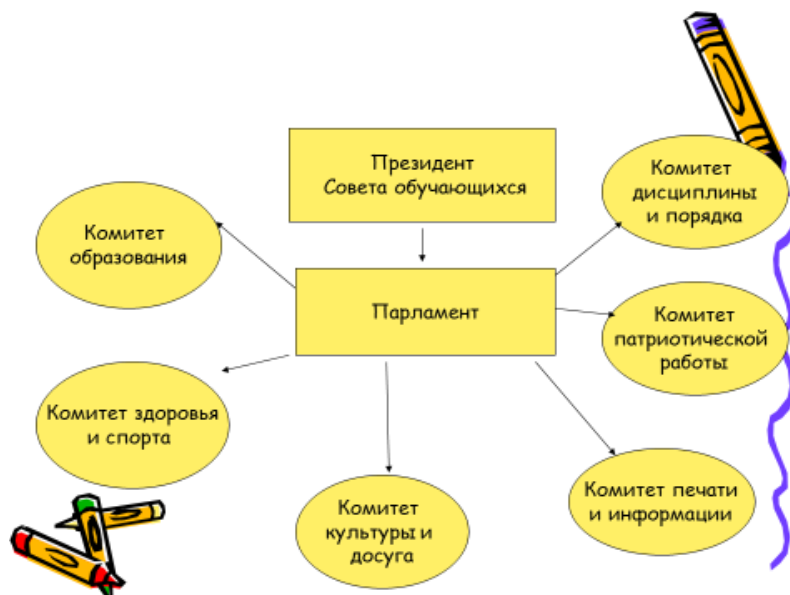 Президент
Совета обучающихся
Комитет
дисциплины
и порядка
Комитет
образования
Парламент
Комитет
патриотической
работы
Комитет здоровья
и спорта
Комитет
культуры и
досуга
Комитет печати
и информации